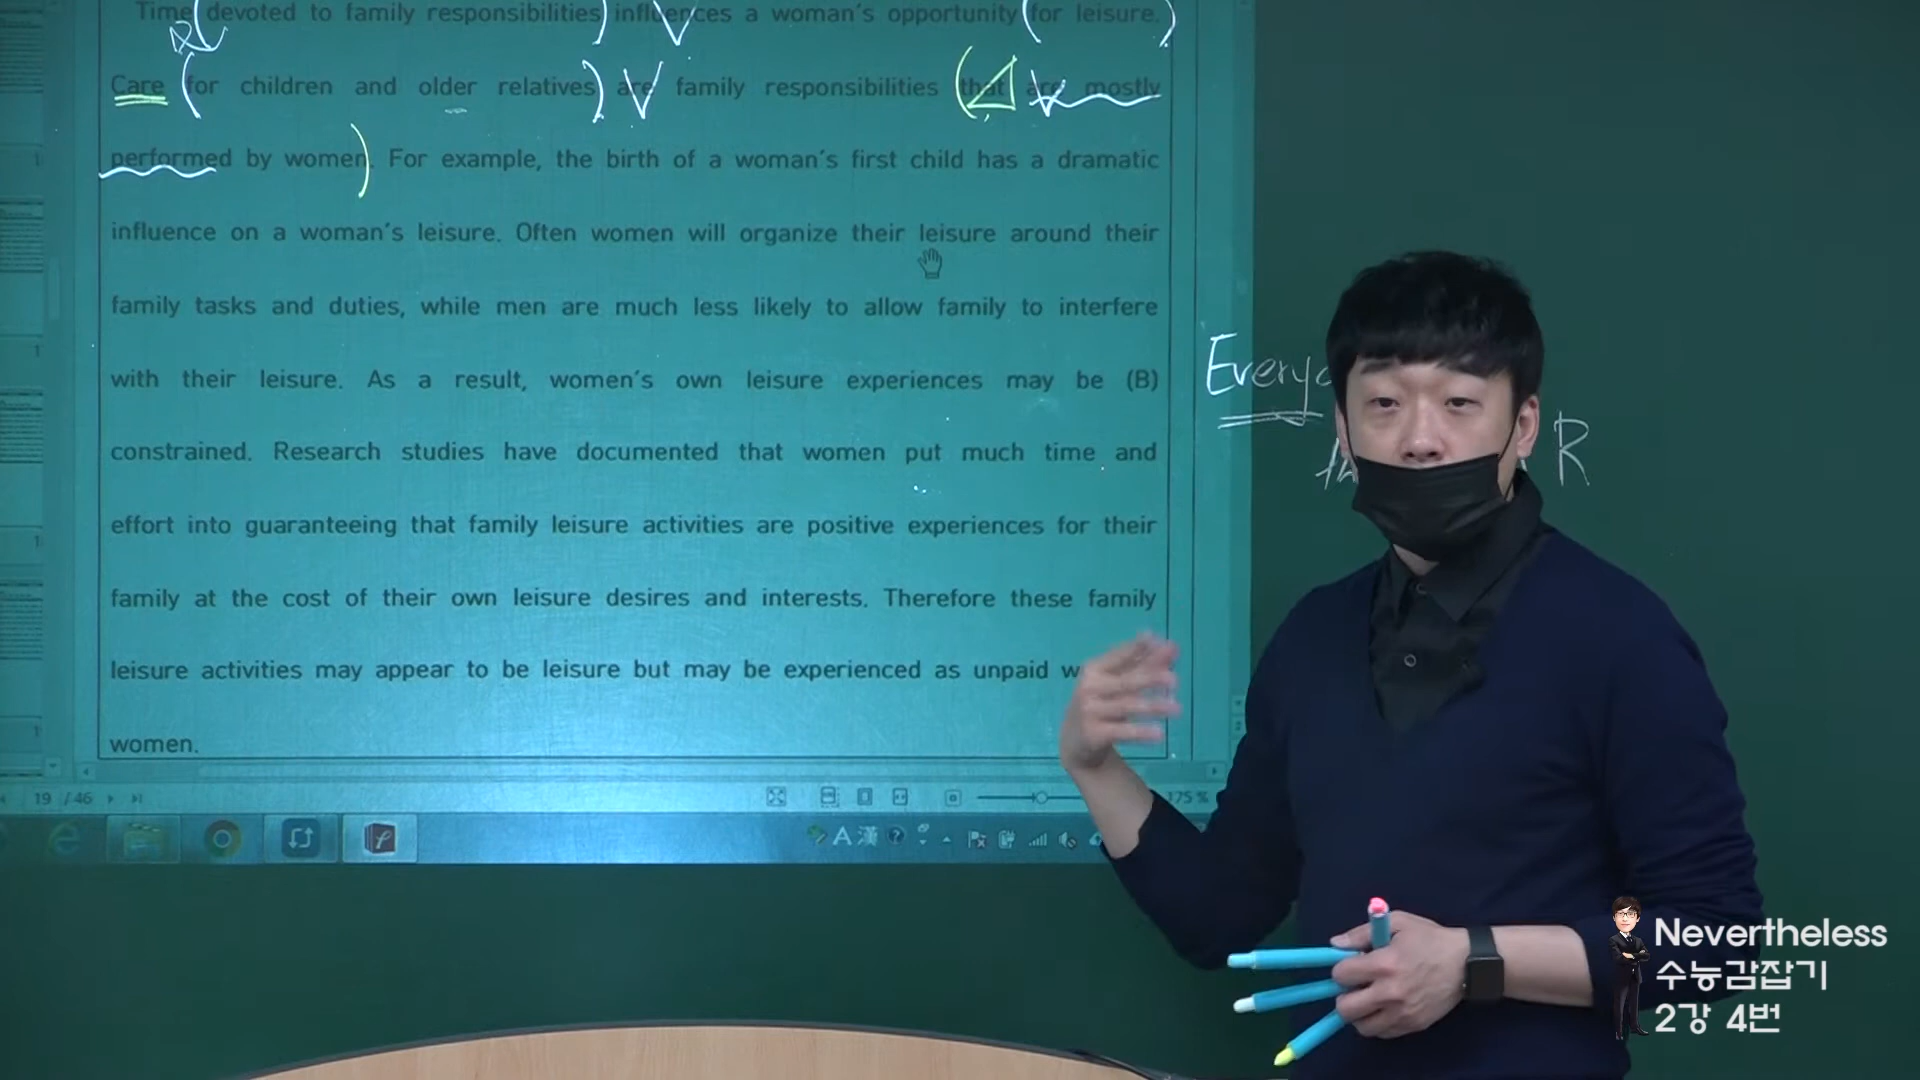 Time devoted to family responsibilities influences a woman's opportunity for leisure.
Care for children and older relatives are family responsibilities that are mostly
performed by women. For example, the birth of a woman's first child has a dramatic
influence on a woman's leisure. Often women will organize their leisure around their
family tasks and duties, while men are much less likely to allow family to interfere
with their leisure. As a result, women's own leisure experiences may be (B)
constrained. Research studies have documented that women put much time and
effort into guaranteeing that family leisure activities are positive experiences for their
family at the cost of their own leisure desires and interests. Therefore these family
leisure activities may appear to be leisure but may be experienced as unpaid
women.
R
19 / 46
175 %
A 漢
Nevertheless
수능감잡기
2강 4번